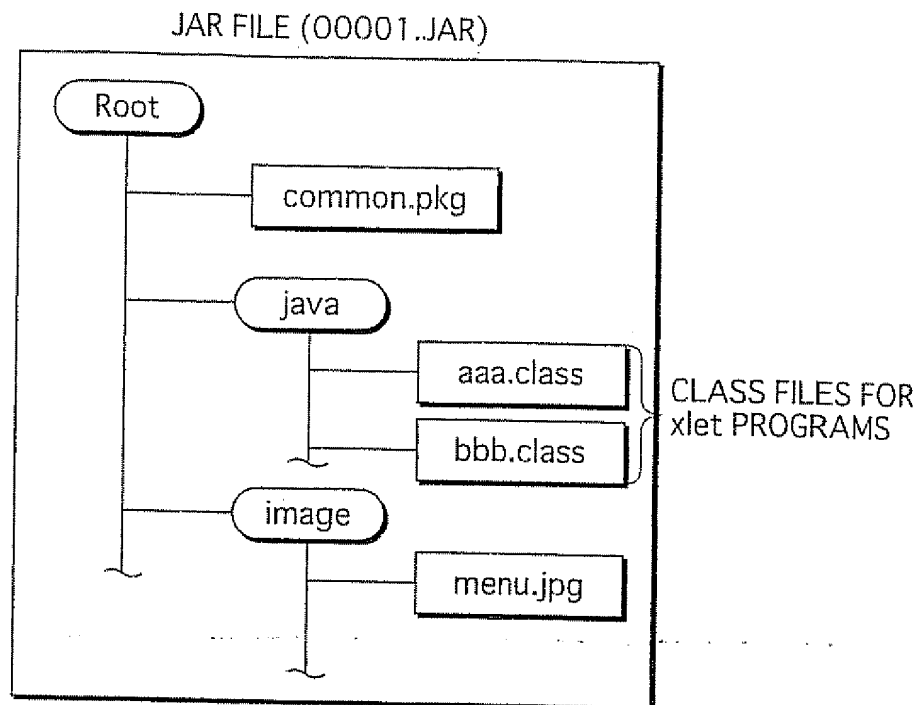 JAR FILE (00001.JAR)
Root
common.pkg
java
aaa.class
bbb.class
CLASS FILES FOR
xlet PROGRAMS
image
menu.jpg